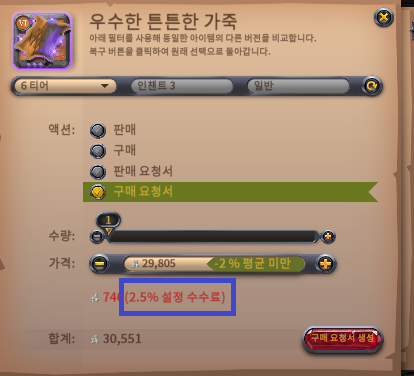 VI
우수한 튼튼한 가죽
아래 필터를 사용해 동일한 아이템의 다른 버전을 비교합니다.
복구 버튼을 클릭하여 원래 선택으로 돌아갑니다.
6 티어 인챈트 3 일반
액션: 판매
구매
판매 요청서
구매 요청서
1
수량:
가격: 29,805 -2 % 평균 미만
746 (2.5% 설정 수수료)
합계: 30,551 구매 요청서 생성